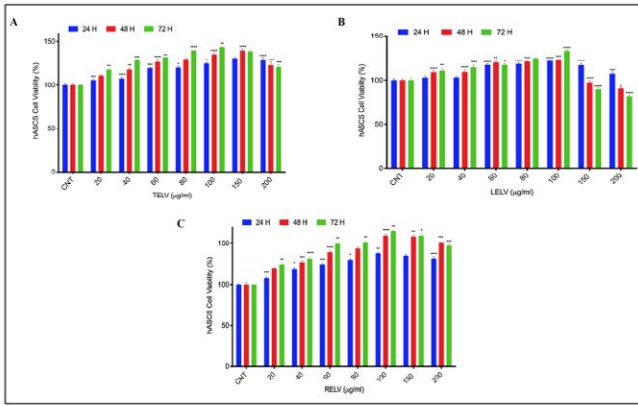 A
24 H 48 H 72 H
hASCS Cell Viability (%)
150
100
50
0
CNT 20 40 60 80 100 150 200
TELV (µg/ml)
B
24 H 48 H 72 H
hASCS Cell Viability (%)
150
100
50
0
CNT 20 40 60 80 100 150 200
LELV (µg/ml)
C
24 H 48 H 72 H
hASCS Cell Viability (%)
150
100
50
0
CNT 20 40 60 80 100 150 200
RELV (µg/ml)